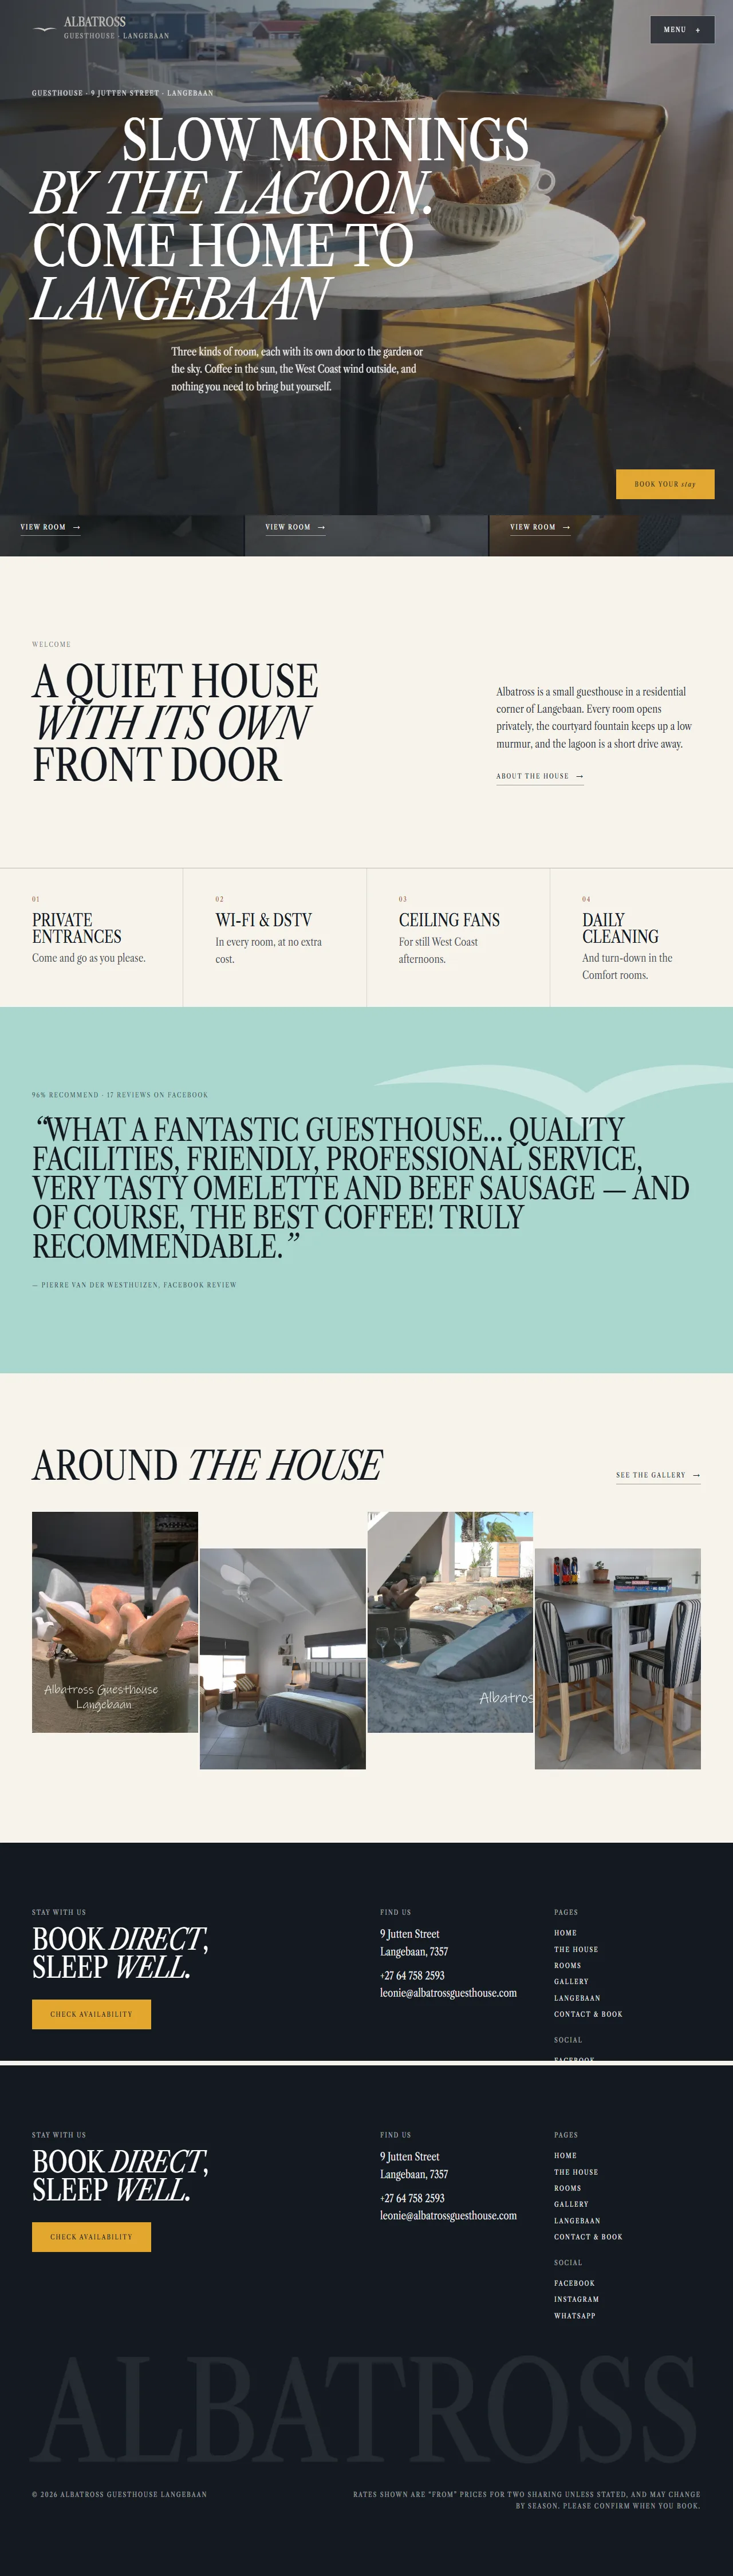 ALBATROSS
GUESTHOUSE · LANGEBAAN
MENU +
GUESTHOUSE · 9 JUTTEN STREET · LANGEBAAN
SLOW MORNINGS
BY THE LAGOON.
COME HOME TO
LANGEBAAN
Three kinds of room, each with its own door to the garden or
the sky. Coffee in the sun, the West Coast wind outside, and
nothing you need to bring but yourself.
BOOK YOUR stay
VIEW ROOM →
VIEW ROOM →
VIEW ROOM →
WELCOME
A QUIET HOUSE
WITH ITS OWN
FRONT DOOR
Albatross is a small guesthouse in a residential
corner of Langebaan. Every room opens
privately, the courtyard fountain keeps up a low
murmur, and the lagoon is a short drive away.
ABOUT THE HOUSE →
01
PRIVATE
ENTRANCES
Come and go as you please.
02
WI-FI & DSTV
In every room, at no extra
cost.
03
CEILING FANS
For still West Coast
afternoons.
04
DAILY
CLEANING
And turn-down in the
Comfort rooms.
96% RECOMMEND · 17 REVIEWS ON FACEBOOK
“WHAT A FANTASTIC GUESTHOUSE... QUALITY
FACILITIES, FRIENDLY, PROFESSIONAL SERVICE,
VERY TASTY OMELETTE AND BEEF SAUSAGE — AND
OF COURSE, THE BEST COFFEE! TRULY
RECOMMENDABLE.”
— PIERRE VAN DER WESTHUIZEN, FACEBOOK REVIEW
AROUND THE HOUSE
SEE THE GALLERY →
Albatross Guesthouse
Langebaan
Albatros
STAY WITH US
BOOK DIRECT,
SLEEP WELL.
CHECK AVAILABILITY
FIND US
9 Jutten Street
Langebaan, 7357
+27 64 758 2593
leonie@albatrossguesthouse.com
PAGES
HOME
THE HOUSE
ROOMS
GALLERY
LANGEBAAN
CONTACT & BOOK
SOCIAL
FACEBOOK
STAY WITH US
BOOK DIRECT,
SLEEP WELL.
CHECK AVAILABILITY
FIND US
9 Jutten Street
Langebaan, 7357
+27 64 758 2593
leonie@albatrossguesthouse.com
PAGES
HOME
THE HOUSE
ROOMS
GALLERY
LANGEBAAN
CONTACT & BOOK
SOCIAL
FACEBOOK
INSTAGRAM
WHATSAPP
ALBATROSS
© 2026 ALBATROSS GUESTHOUSE LANGEBAAN
RATES SHOWN ARE “FROM” PRICES FOR TWO SHARING UNLESS STATED, AND MAY CHANGE
BY SEASON. PLEASE CONFIRM WHEN YOU BOOK.